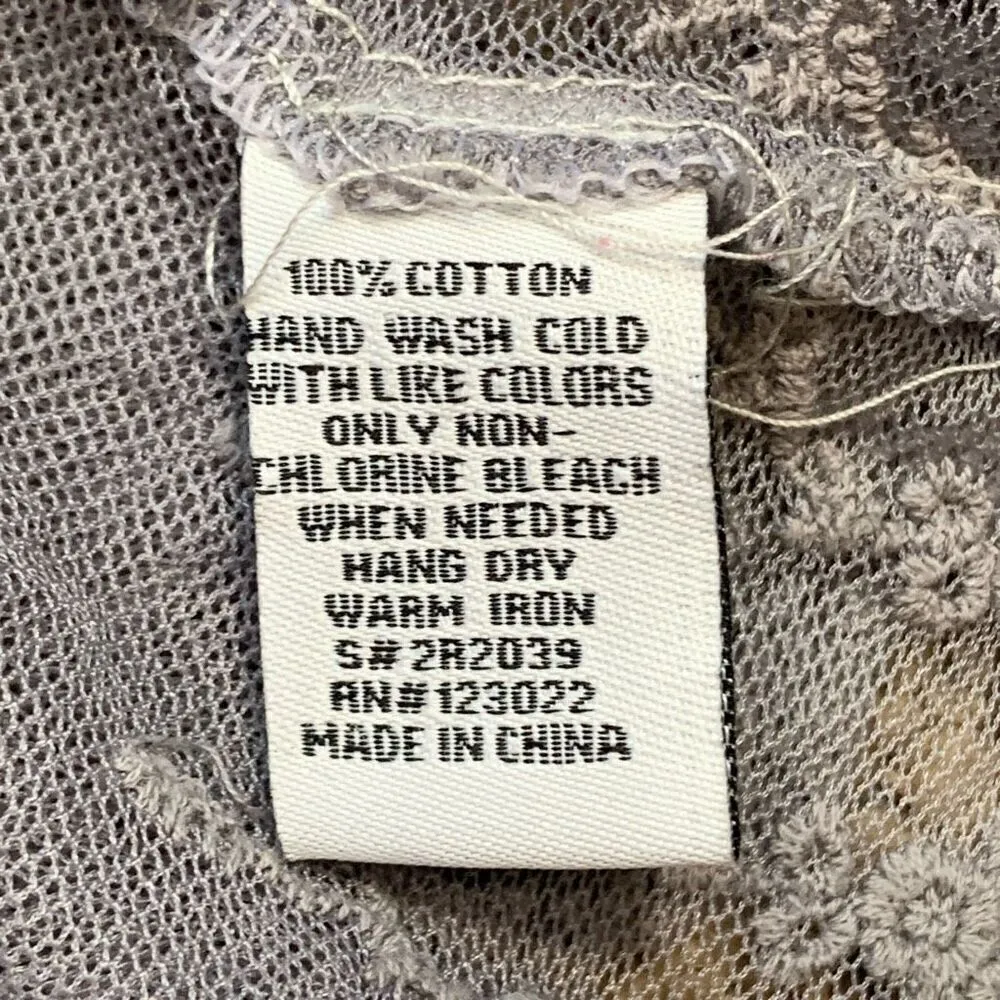 100% COTTON
HAND WASH COLD
WITH LIKE COLORS
ONLY NON-
CHLORINE BLEACH
WHEN NEEDED
HANG DRY
WARM IRON
S#2R2039
RN#123022
MADE IN CHINA